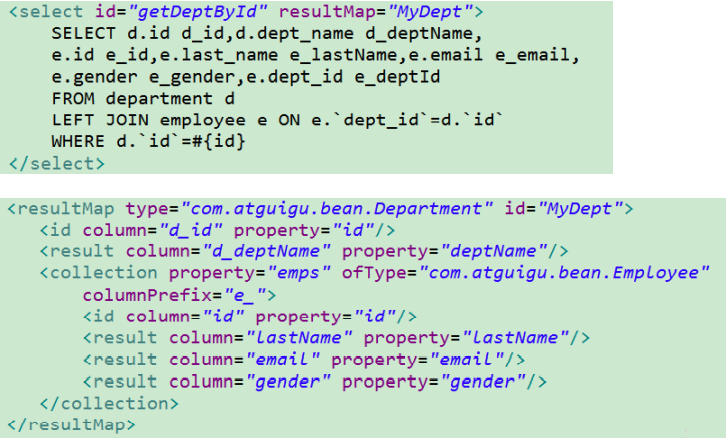 <select id="getDeptById" resultMap="MyDept">
SELECT d.id d_id,d.dept_name d_deptName,
e.id e_id,e.last_name e_lastName,e.email e_email,
e.gender e_gender,e.dept_id e_deptId
FROM department d
LEFT JOIN employee e ON e.`dept_id`=d.`id`
WHERE d.`id`=#{id}
</select>
<resultMap type="com.atguigu.bean.Department" id="MyDept">
<id column="d_id" property="id"/>
<result column="d_deptName" property="deptName"/>
<collection property="emps" ofType="com.atguigu.bean.Employee"
columnPrefix="e_">
<id column="id" property="id"/>
<result column="lastName" property="lastName"/>
<result column="email" property="email"/>
<result column="gender" property="gender"/>
</collection>
</resultMap>